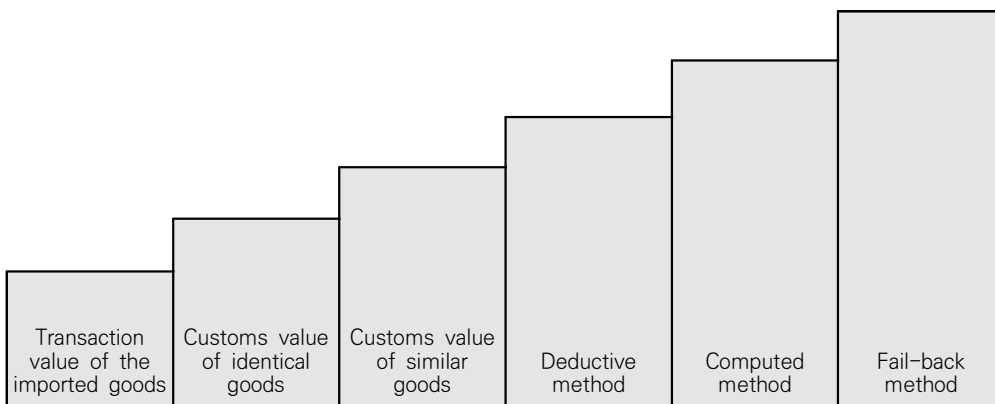 Transaction
value of the
imported goods
Customs value
of identical
goods
Customs value
of similar
goods
Deductive
method
Computed
method
Fail-back
method